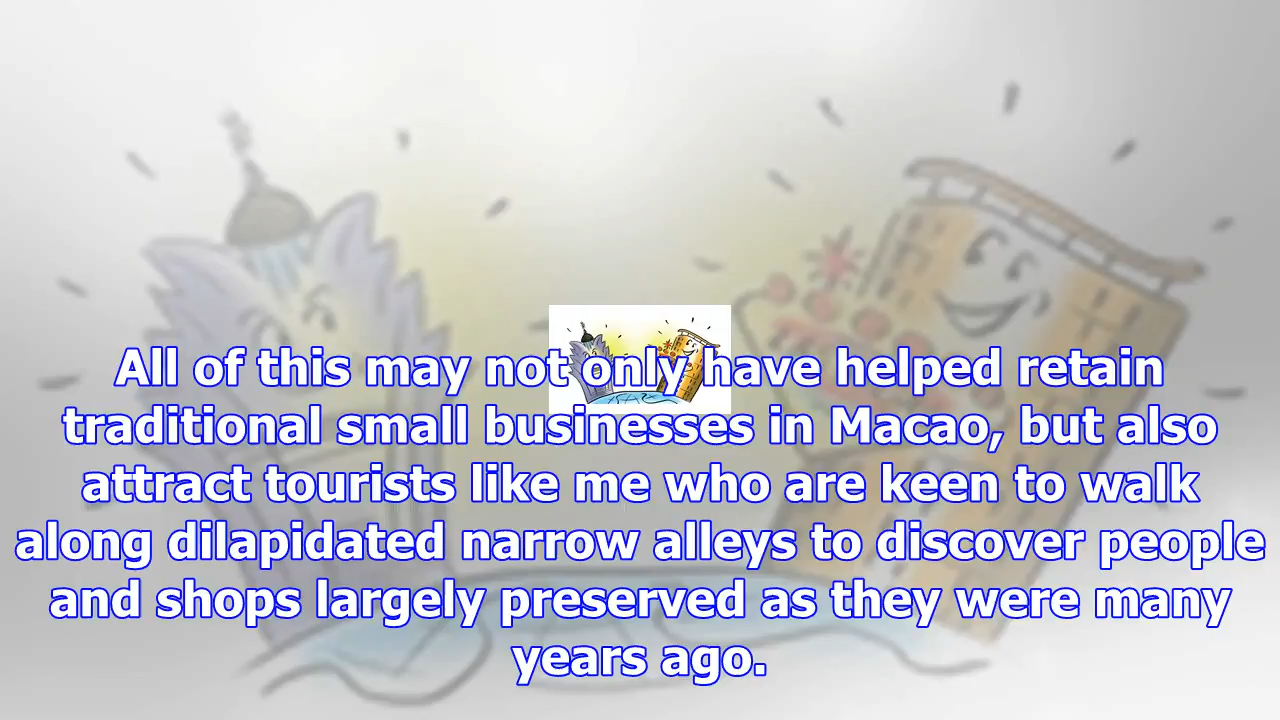 All of this may not only have helped retain
traditional small businesses in Macao, but also
attract tourists like me who are keen to walk
along dilapidated narrow alleys to discover people
and shops largely preserved as they were many
years ago.